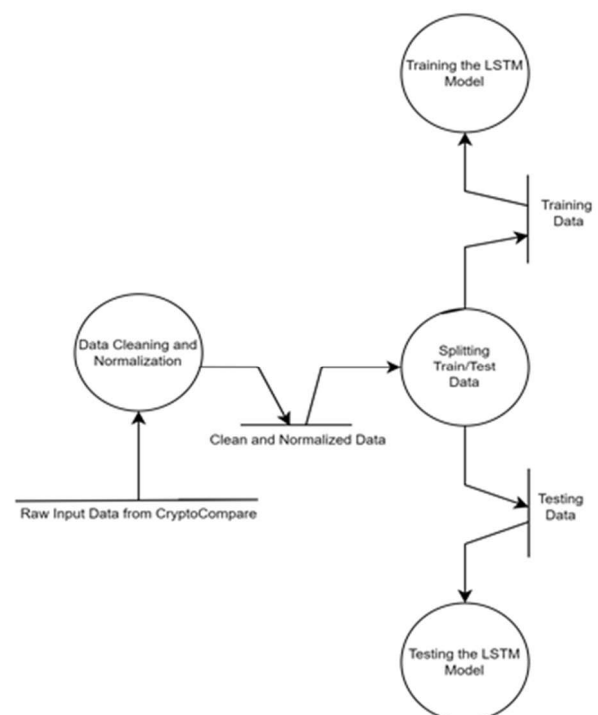 Training the LSTM
Model
Training
Data
Data Cleaning and
Normalization
Splitting
Train/Test
Data
Clean and Normalized Data
Raw Input Data from CryptoCompare
Testing
Data
Testing the LSTM
Model